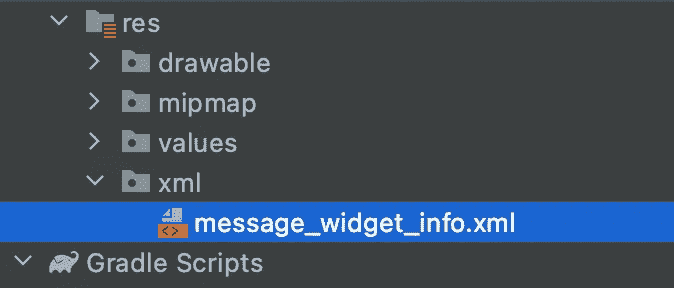 res
drawable
mipmap
values
xml
message_widget_info.xml
Gradle Scripts